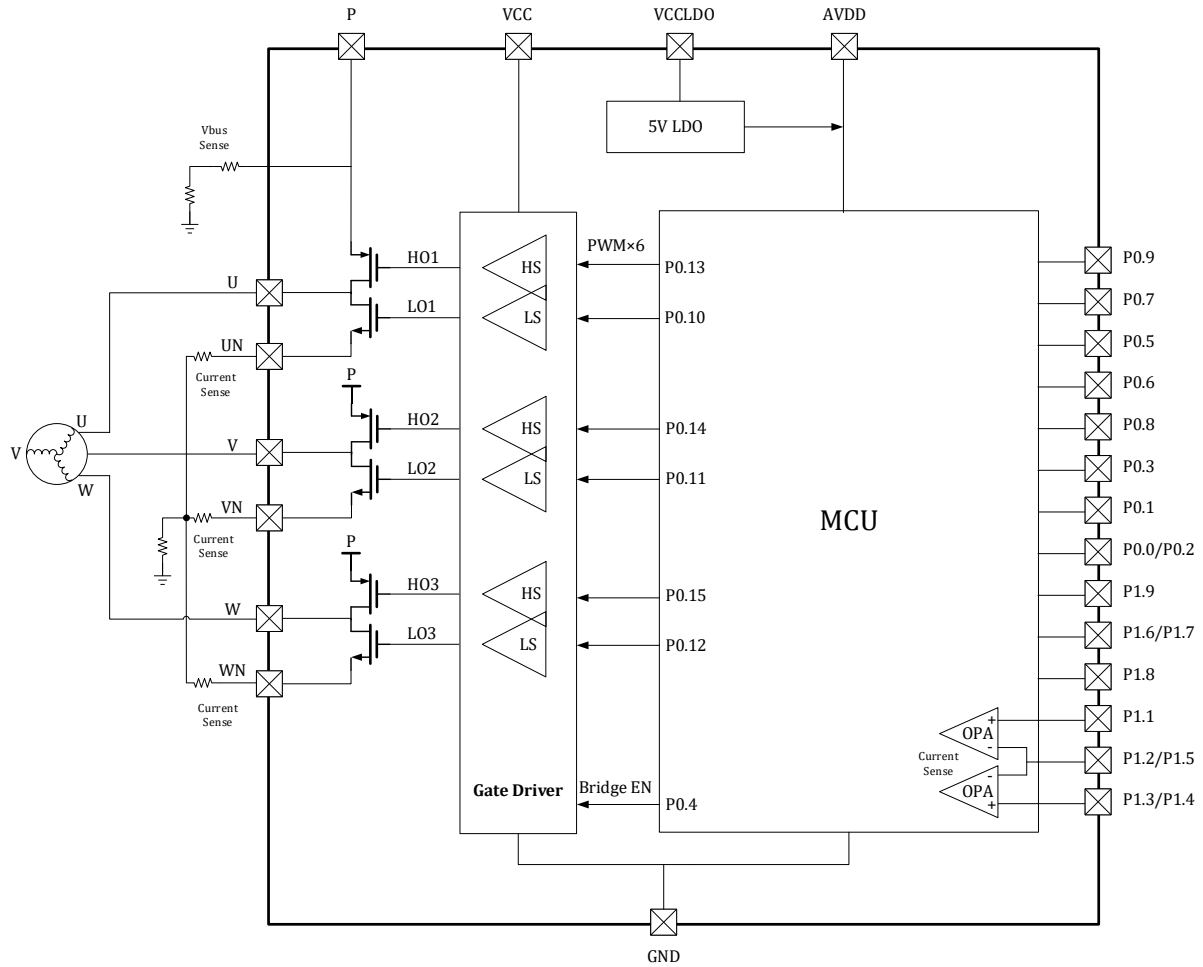 P
VCC
VCCLDO
AVDD
5V LDO
Vbus
Sense
PWM×6
HO1
HS
P0.13
P0.9
U
P0.7
LO1
LS
P0.10
P0.5
UN
Current
Sense
P
P0.6
U
HO2
HS
P0.14
P0.8
V
V
P0.3
W
LO2
LS
P0.11
VN
MCU
P0.1
Current
Sense
P
P0.0/P0.2
HO3
HS
P0.15
P1.9
W
LO3
LS
P0.12
P1.6/P1.7
WN
P1.8
Current
Sense
+
OPA
-
P1.1
Current
Sense
P1.2/P1.5
-
OPA
+
P1.3/P1.4
Gate Driver
Bridge EN
P0.4
GND